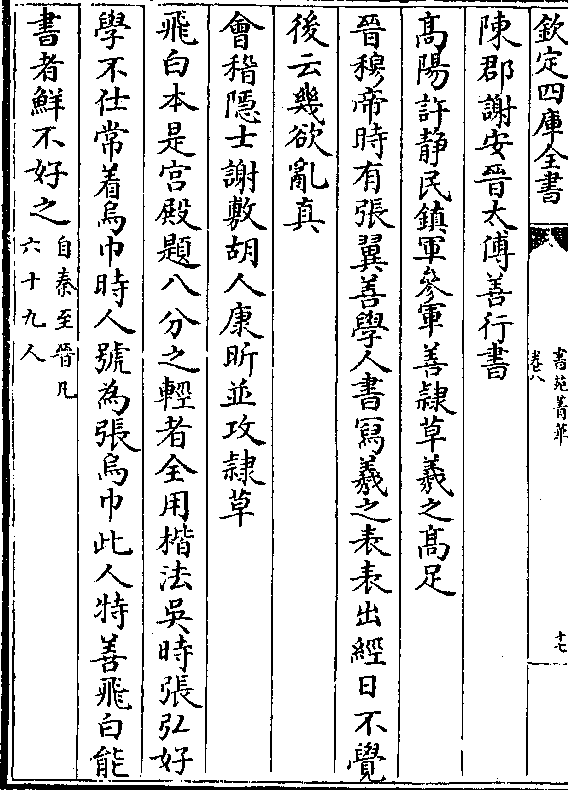 欽定四庫全書
書苑菁華
卷八
十七
陳郡謝安晉太傅善行書
高陽許靜民鎮軍參軍善隷草羲之高足
晉穆帝時有張翼善學人書寫羲之表表出經日不覺
後云幾欲亂真
會稽隱士謝敷胡人康昕並攻隷草
飛白本是宮殿題八分之輕者全用楷法吳時張弘好
學不仕常着烏巾時人號為張烏巾此人特善飛白能
書者鮮不好之
自秦至晉凡
六十九人